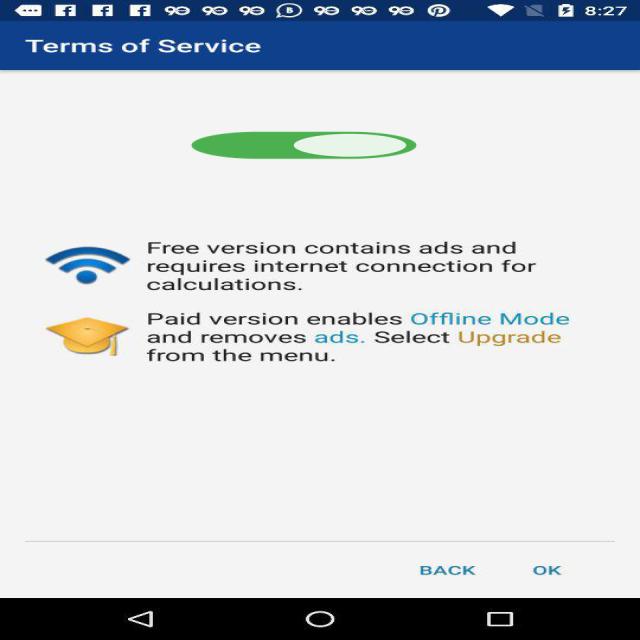 8:27
Terms of Service
Free version contains ads and
requires internet connection for
calculations.
Paid version enables Offline Mode
and removes ads. Select Upgrade
from the menu.
BACK OK